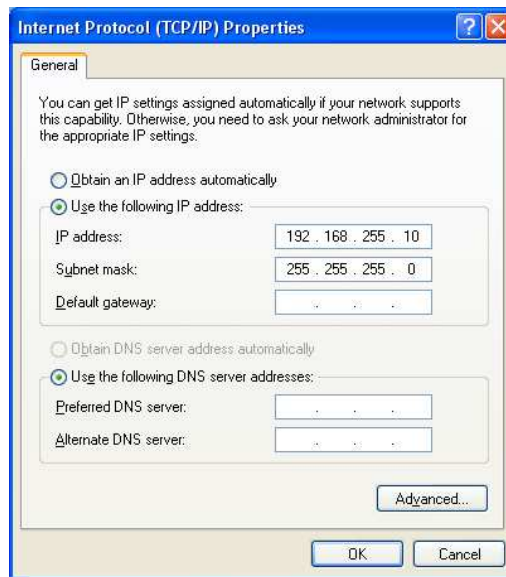 Internet Protocol (TCP/IP) Properties
General
You can get IP settings assigned automatically if your network supports
this capability. Otherwise, you need to ask your network administrator for
the appropriate IP settings.
Obtain an IP address automatically
Use the following IP address:
IP address: 192 . 168 . 255 . 10
Subnet mask: 255 . 255 . 255 . 0
Default gateway: . . .
Obtain DNS server address automatically
Use the following DNS server addresses:
Preferred DNS server: . . .
Alternate DNS server: . . .
Advanced...
OK Cancel